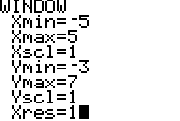 WINDOW
Xmin=-5
Xmax=5
Xscl=1
Ymin=-3
Ymax=7
Yscl=1
Xres=1